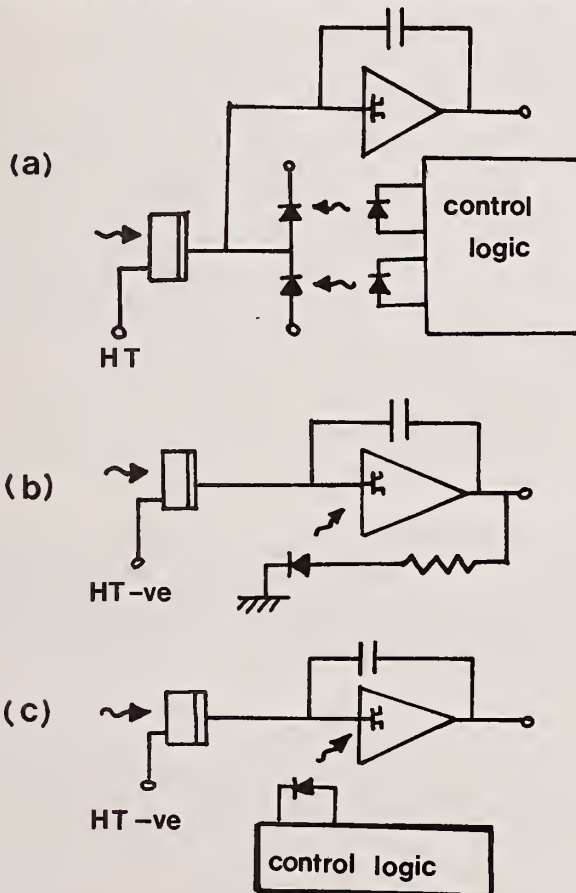 (a)
control
logic
HT
(b)
HT-ve
(c)
HT-ve
control logic